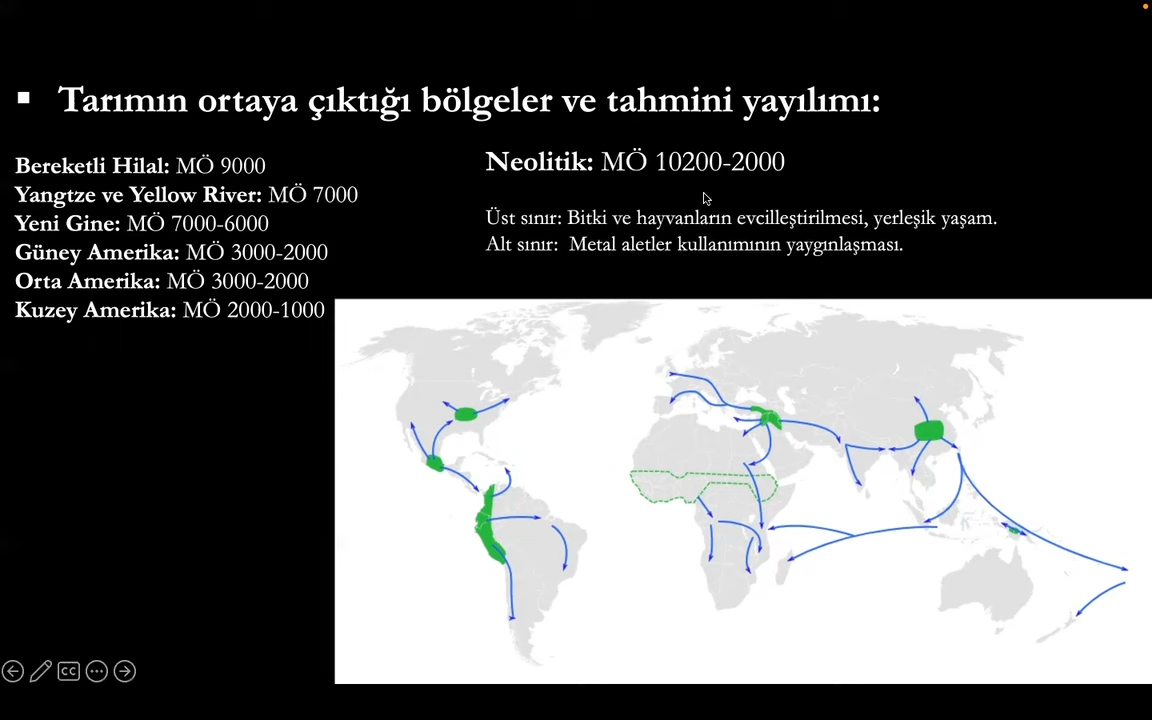 ▪ Tarımın ortaya çıktığı bölgeler ve tahmini yayılımı:
Bereketli Hilal: MÖ 9000
Yangtze ve Yellow River: MÖ 7000
Yeni Gine: MÖ 7000-6000
Güney Amerika: MÖ 3000-2000
Orta Amerika: MÖ 3000-2000
Kuzey Amerika: MÖ 2000-1000
Neolitik: MÖ 10200-2000
Üst sınır: Bitki ve hayvanların evcilleştirilmesi, yerleşik yaşam.
Alt sınır: Metal aletler kullanımının yaygınlaşması.
CC